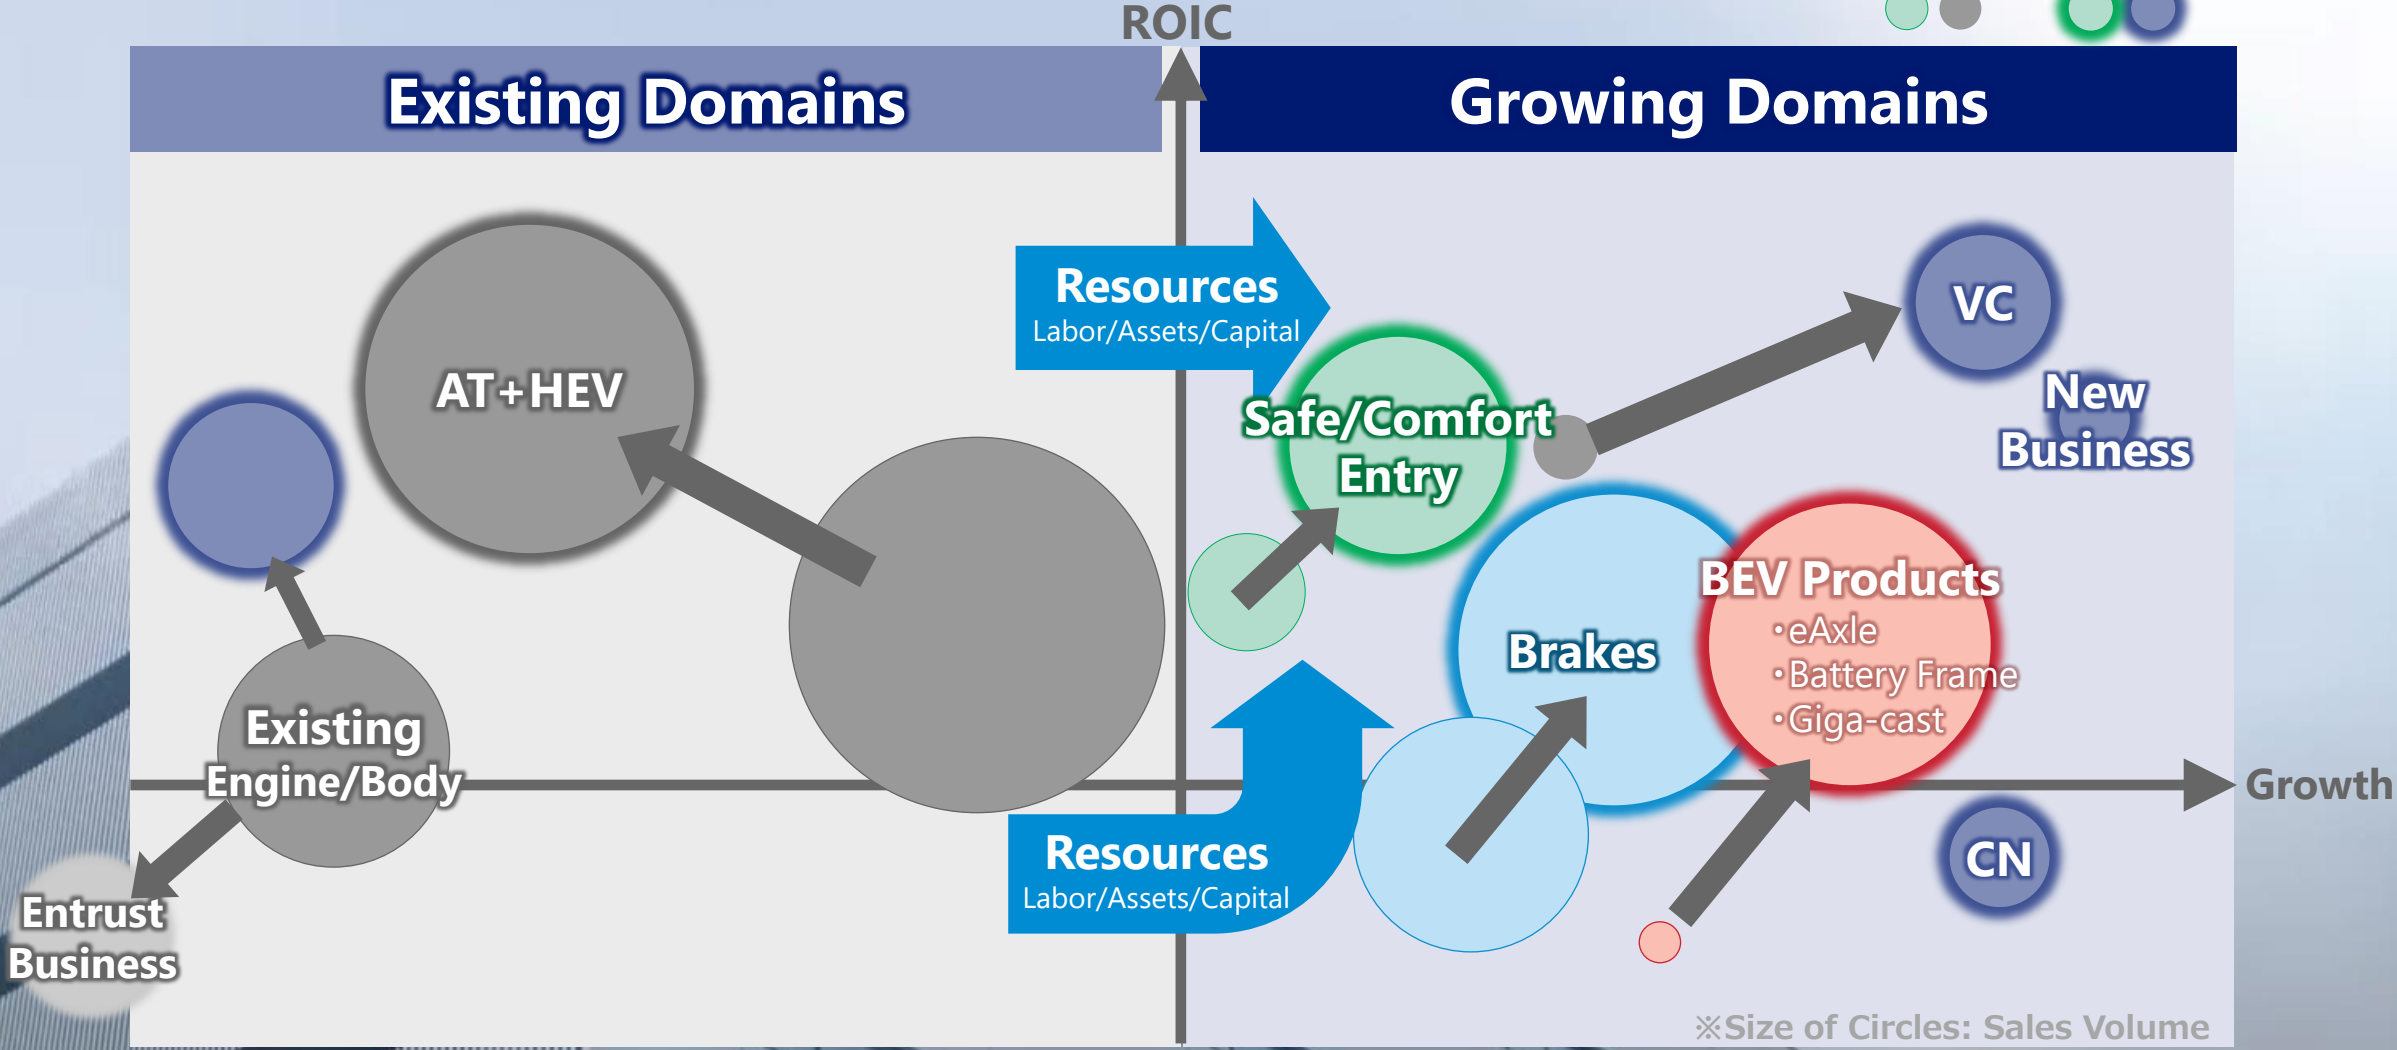 ROIC
Existing Domains
Growing Domains
Resources
Labor/Assets/Capital
VC
AT+HEV
New
Business
Safe/Comfort
Entry
BEV Products
・eAxle
・Battery Frame
・Giga-cast
Brakes
Existing
Engine/Body
Growth
Resources
Labor/Assets/Capital
CN
Entrust
Business
※Size of Circles: Sales Volume